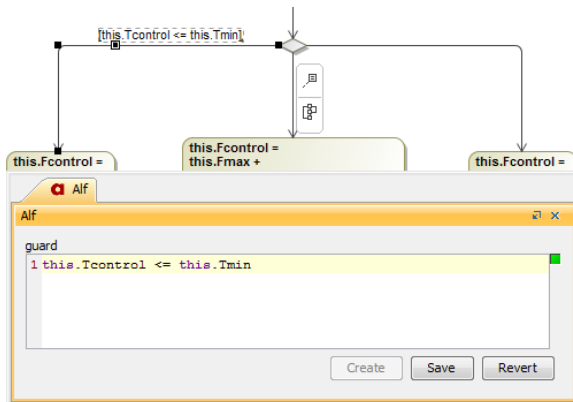 [this.Tcontrol <= this.Tmin]
this.Fcontrol =
this.Fcontrol =
this.Fmax +
this.Fcontrol =
Alf
Alf
guard
1 this.Tcontrol <= this.Tmin
Create Save Revert